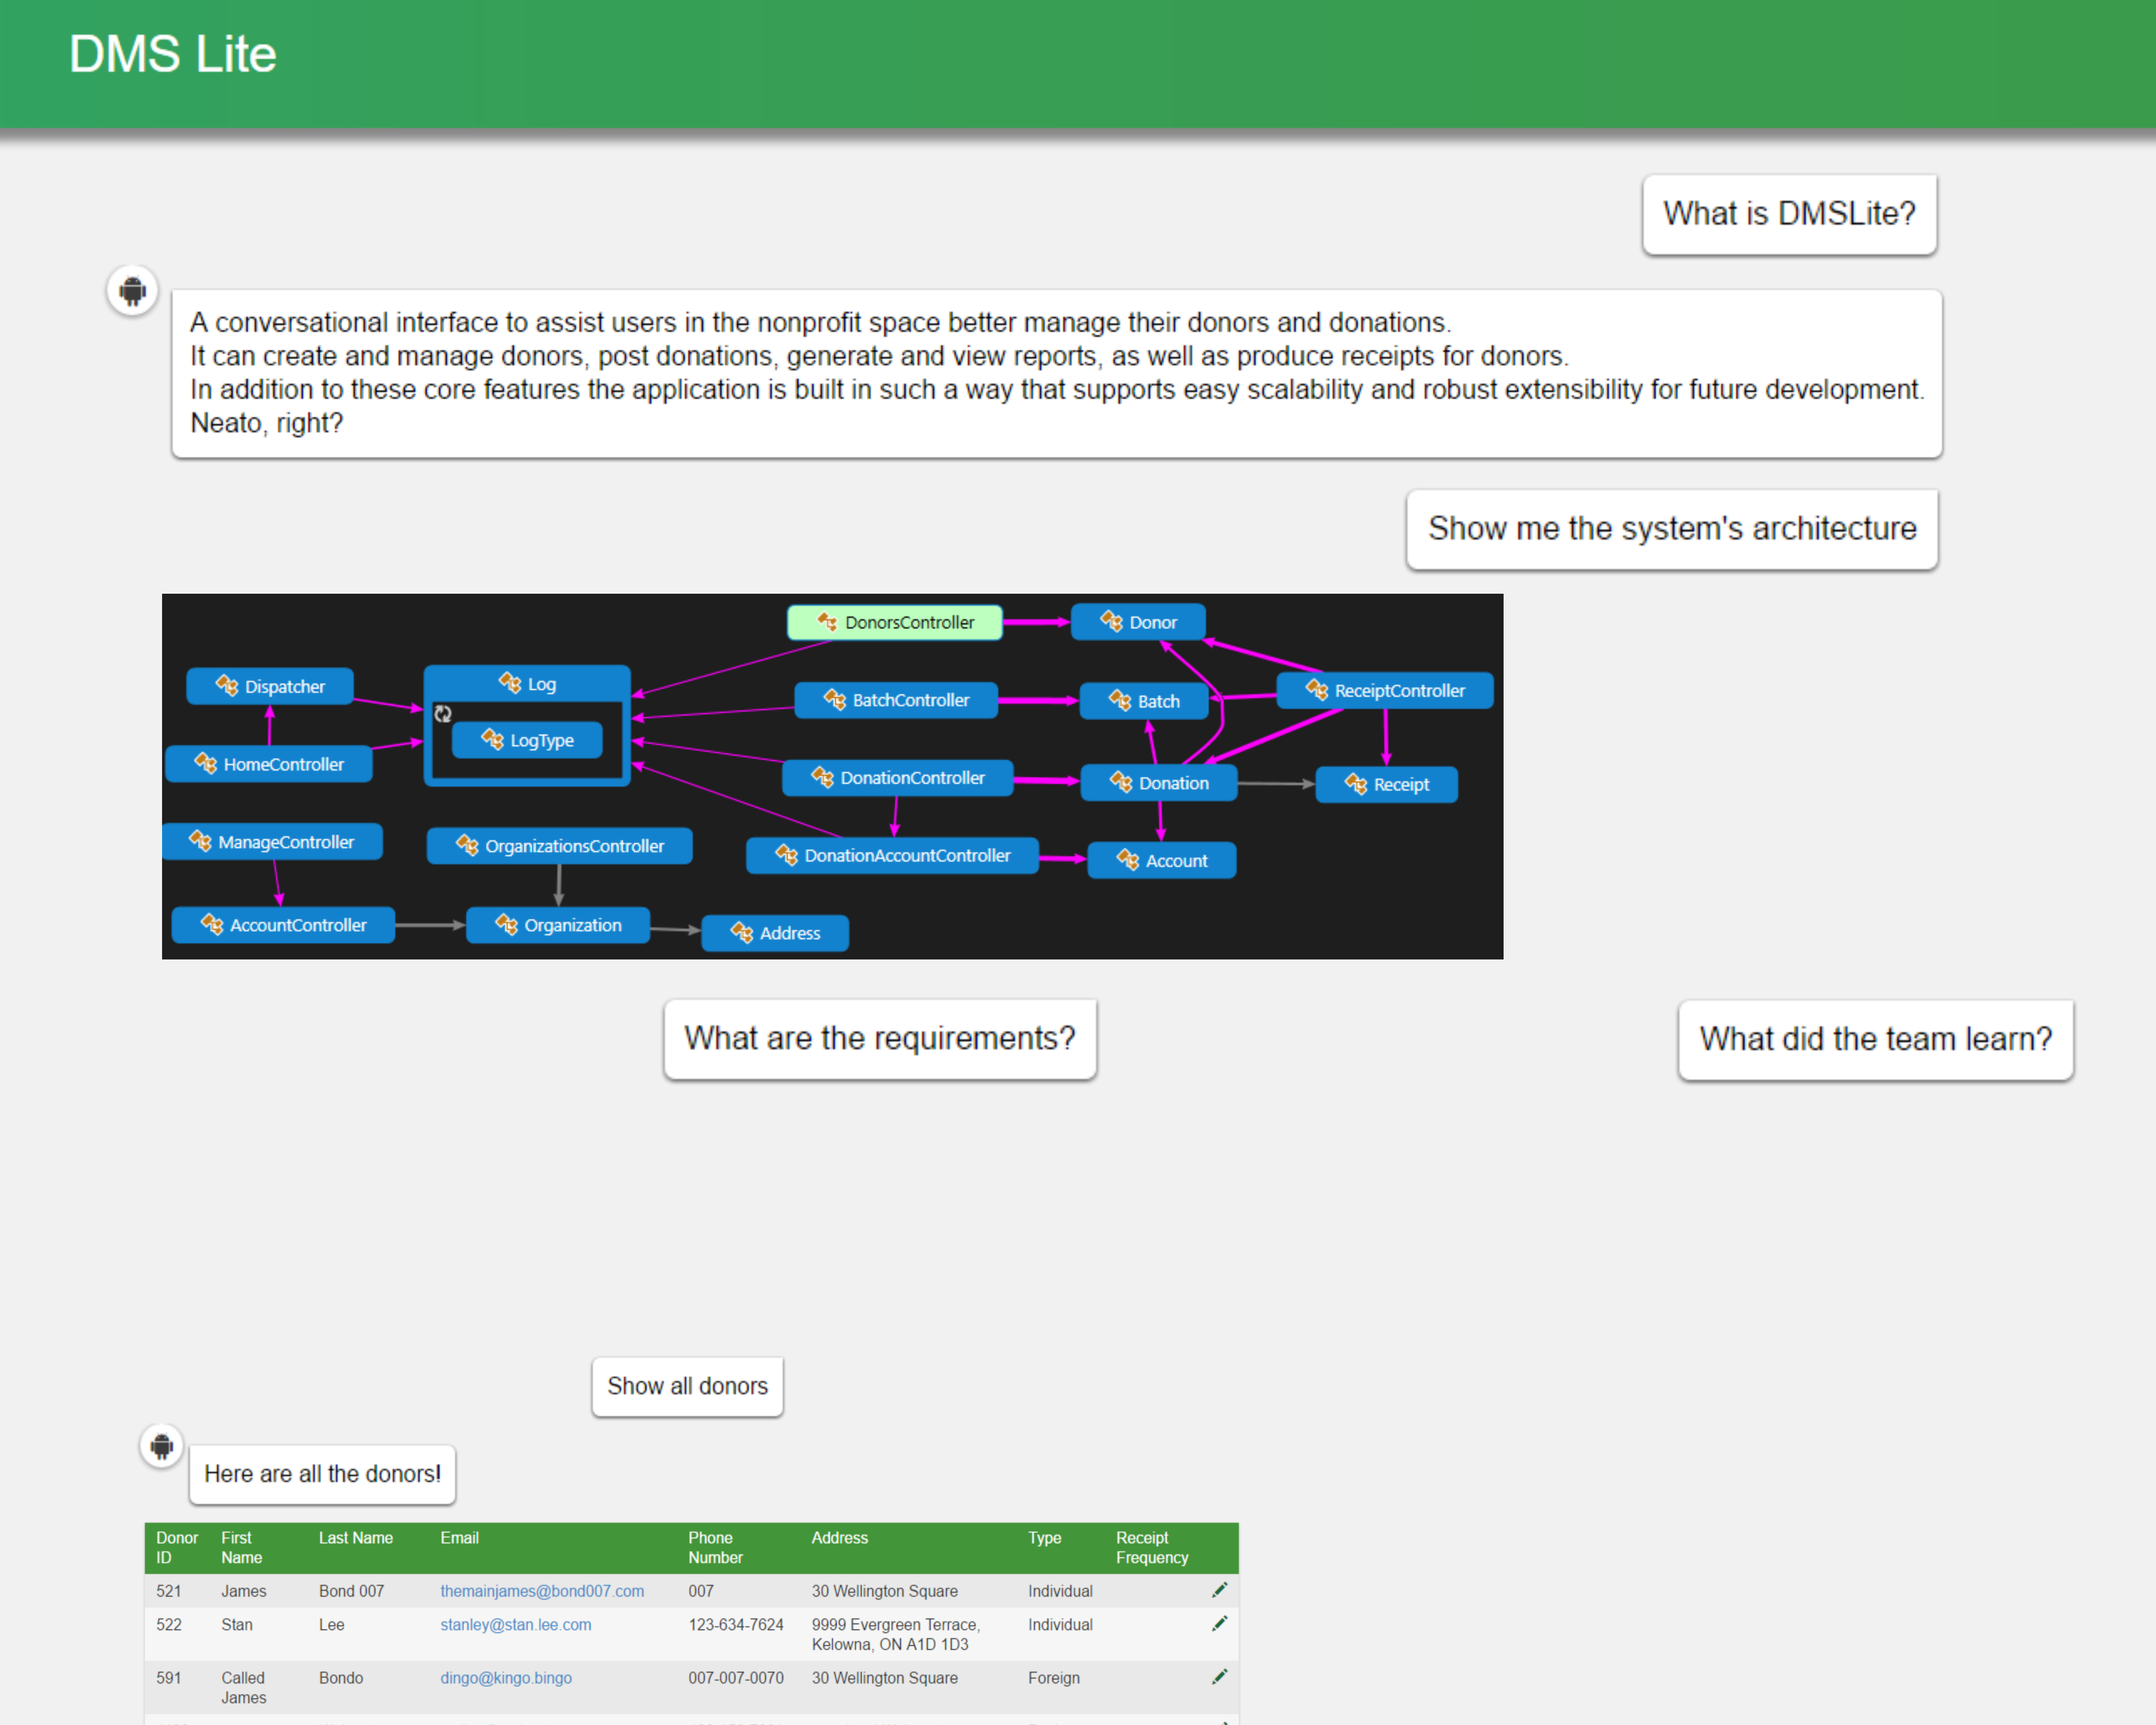 DMS Lite
What is DMSLite?
A conversational interface to assist users in the nonprofit space better manage their donors and donations.
It can create and manage donors, post donations, generate and view reports, as well as produce receipts for donors.
In addition to these core features the application is built in such a way that supports easy scalability and robust extensibility for future development.
Neato, right?
Show me the system's architecture
DonorsController
Donor
Dispatcher
Log
BatchController
Batch
ReceiptController
LogType
HomeController
DonationController
Donation
Receipt
ManageController
OrganizationsController
DonationAccountController
Account
AccountController
Organization
Address
What are the requirements?
What did the team learn?
Show all donors
Here are all the donors!
Donor ID First Name Last Name Email Phone Number Address Type Receipt Frequency
521 James Bond 007 themainjames@bond007.com 007 30 Wellington Square Individual
522 Stan Lee stanley@stan.lee.com 123-634-7624 9999 Evergreen Terrace, Individual
Kelowna, ON A1D 1D3
591 Called Bondo dingo@kingo.bingo 007-007-0070 30 Wellington Square Foreign
James